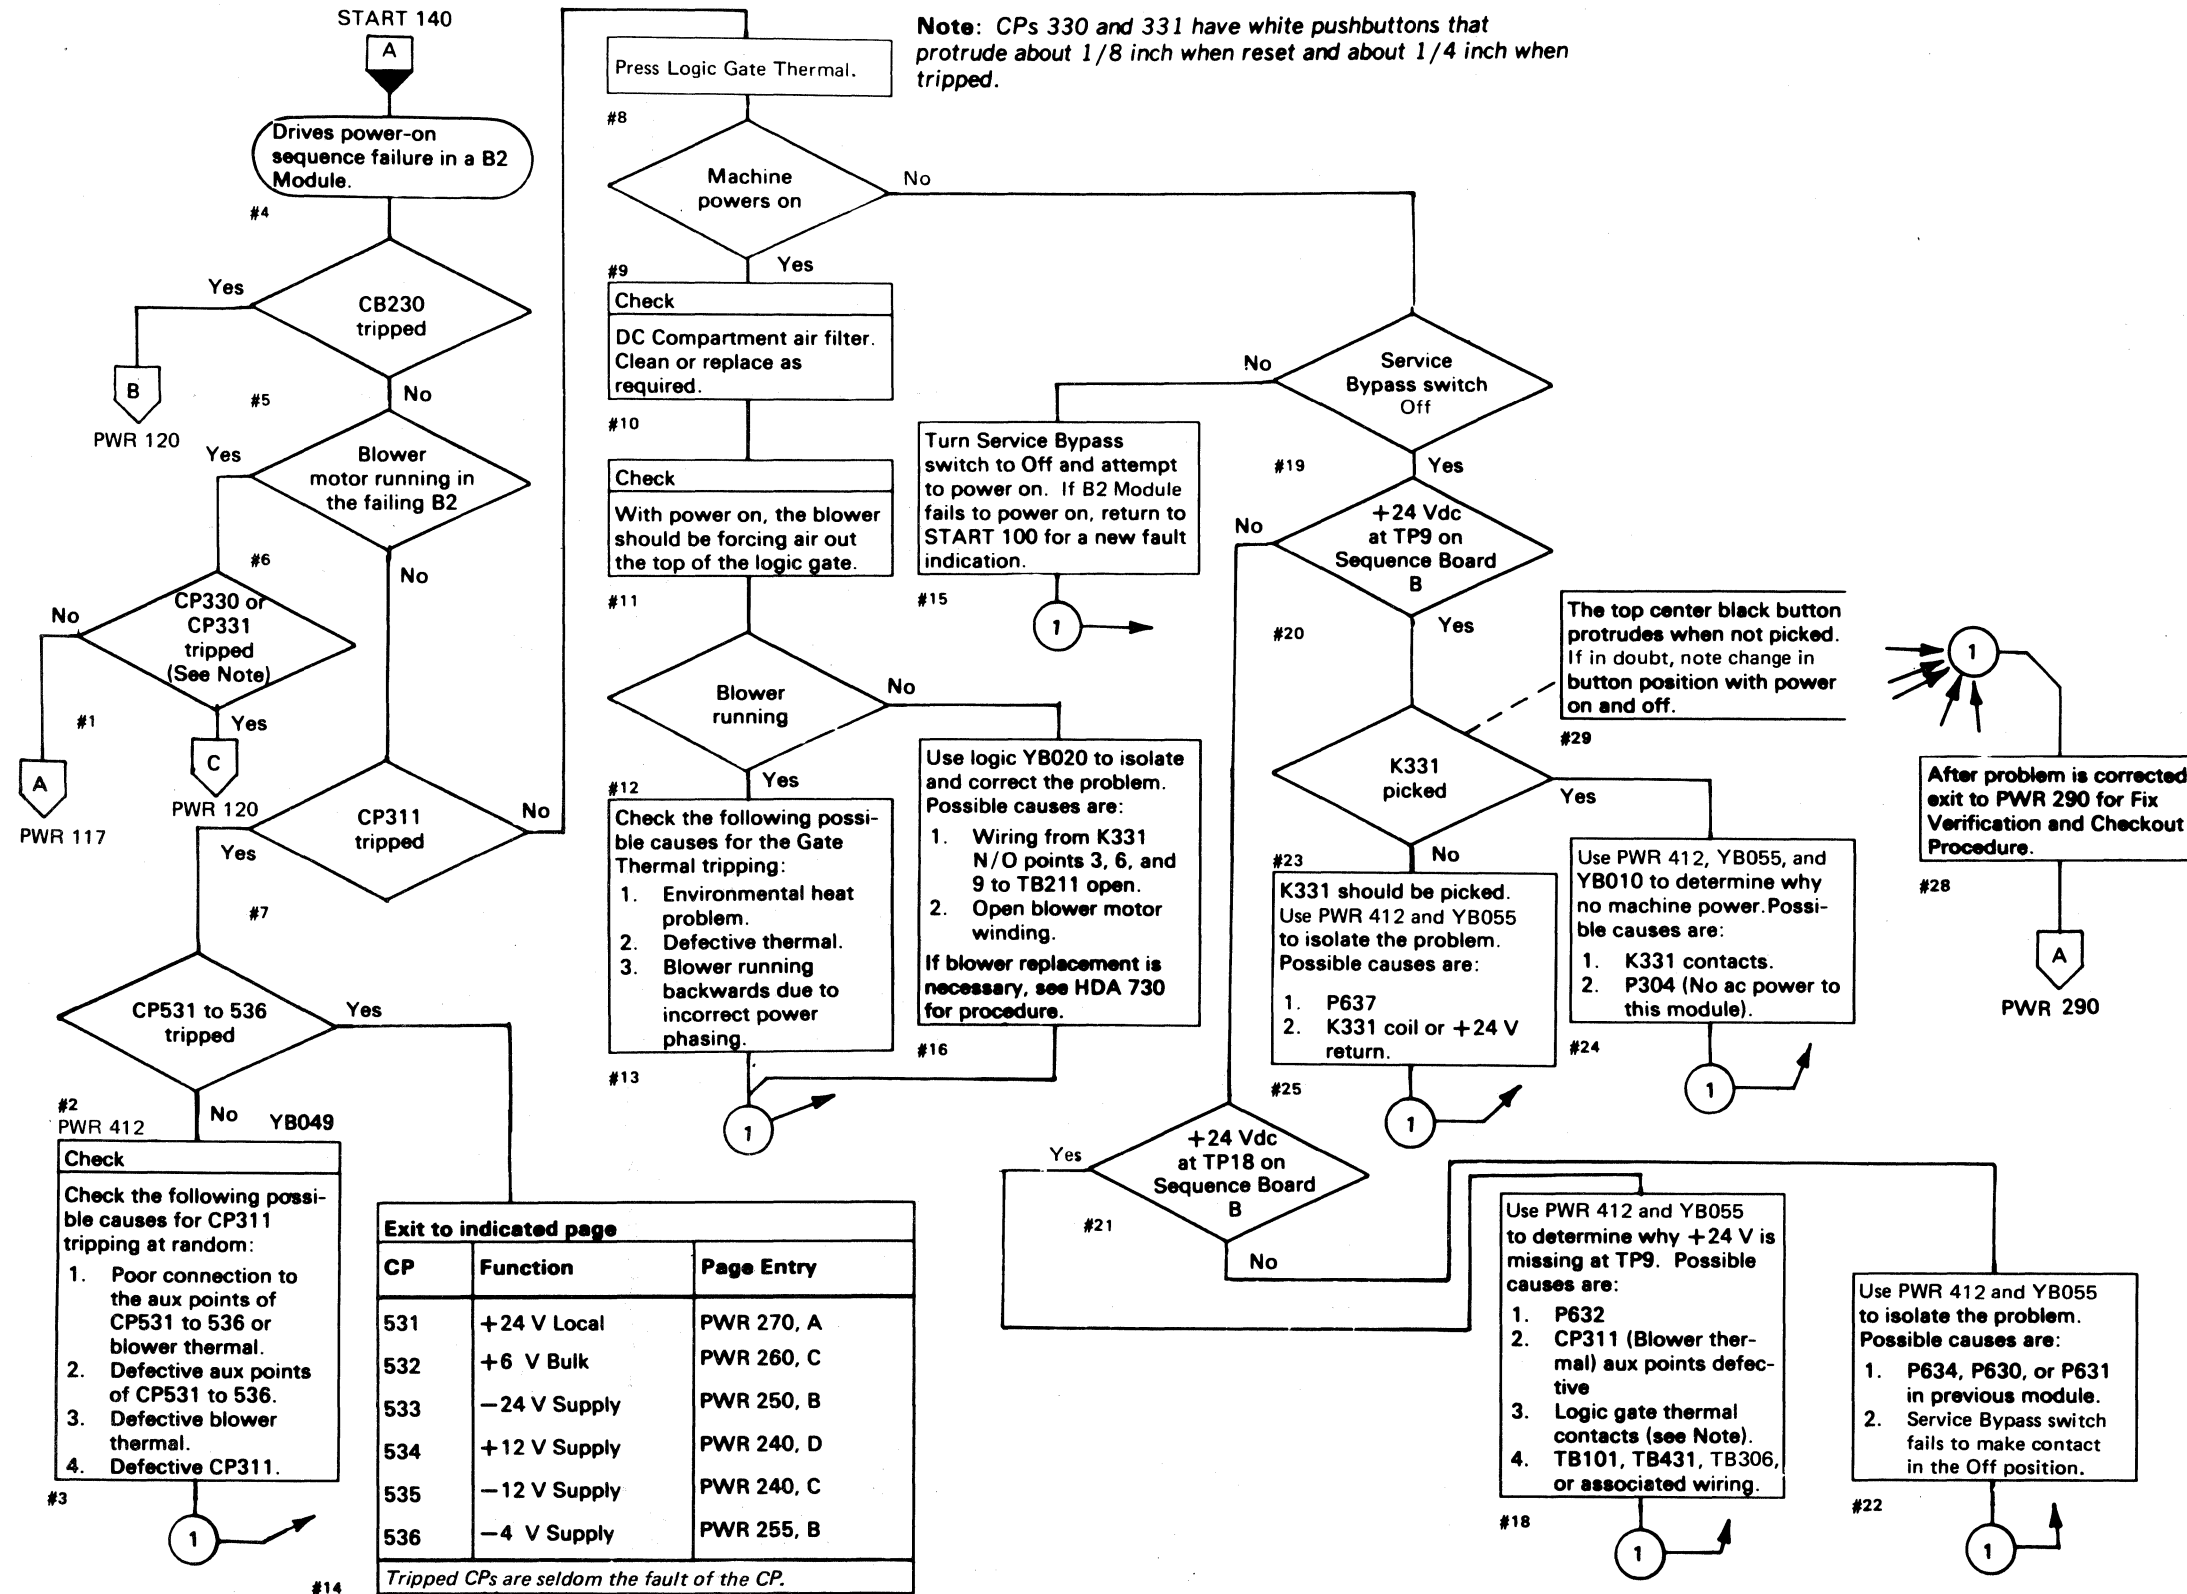 START 140
A
Drives power-on
sequence failure in a B2
Module.
#4
CB230
tripped
Yes
No
B
PWR 120
#5
Blower
motor running in
the failing B2
Yes
No
#6
CP330 or
CP331
tripped
(See Note)
No
Yes
#1
A
PWR 117
C
PWR 120
CP311
tripped
No
Yes
#7
CP531 to 536
tripped
Yes
No
#2
PWR 412
YB049
Check
Check the following possi-
ble causes for CP311
tripping at random:
1. Poor connection to
the aux points of
CP531 to 536 or
blower thermal.
2. Defective aux points
of CP531 to 536.
3. Defective blower
thermal.
4. Defective CP311.
#3
1
Exit to indicated page
CP Function Page Entry
531 +24 V Local PWR 270, A
532 +6 V Bulk PWR 260, C
533 −24 V Supply PWR 250, B
534 +12 V Supply PWR 240, D
535 −12 V Supply PWR 240, C
536 −4 V Supply PWR 255, B
Tripped CPs are seldom the fault of the CP.
#14
Press Logic Gate Thermal.
#8
Machine
powers on
No
Yes
#9
Check
DC Compartment air filter.
Clean or replace as
required.
#10
Check
With power on, the blower
should be forcing air out
the top of the logic gate.
#11
Blower
running
No
Yes
#12
Check the following possi-
ble causes for the Gate
Thermal tripping:
1. Environmental heat
problem.
2. Defective thermal.
3. Blower running
backwards due to
incorrect power
phasing.
#13
1
Note: CPs 330 and 331 have white pushbuttons that
protrude about 1/8 inch when reset and about 1/4 inch when
tripped.
Service
Bypass switch
Off
No
Yes
Turn Service Bypass
switch to Off and attempt
to power on. If B2 Module
fails to power on, return to
START 100 for a new fault
indication.
#15
1
Use logic YB020 to isolate
and correct the problem.
Possible causes are:
1. Wiring from K331
N/O points 3, 6, and
9 to TB211 open.
2. Open blower motor
winding.
If blower replacement is
necessary, see HDA 730
for procedure.
#16
#19
+24 Vdc
at TP9 on
Sequence Board
B
No
Yes
#20
The top center black button
protrudes when not picked.
If in doubt, note change in
button position with power
on and off.
#29
K331
picked
Yes
No
#23
K331 should be picked.
Use PWR 412 and YB055
to isolate the problem.
Possible causes are:
1. P637
2. K331 coil or +24 V
return.
#25
1
Use PWR 412, YB055, and
YB010 to determine why
no machine power.Possi-
ble causes are:
1. K331 contacts.
2. P304 (No ac power to
this module).
#24
1
+24 Vdc
at TP18 on
Sequence Board
B
Yes
No
#21
Use PWR 412 and YB055
to determine why +24 V is
missing at TP9. Possible
causes are:
1. P632
2. CP311 (Blower ther-
mal) aux points defec-
tive
3. Logic gate thermal
contacts (see Note).
4. TB101, TB431, TB306,
or associated wiring.
#18
1
Use PWR 412 and YB055
to isolate the problem.
Possible causes are:
1. P634, P630, or P631
in previous module.
2. Service Bypass switch
fails to make contact
in the Off position.
#22
1
1
After problem is corrected
exit to PWR 290 for Fix
Verification and Checkout
Procedure.
#28
A
PWR 290